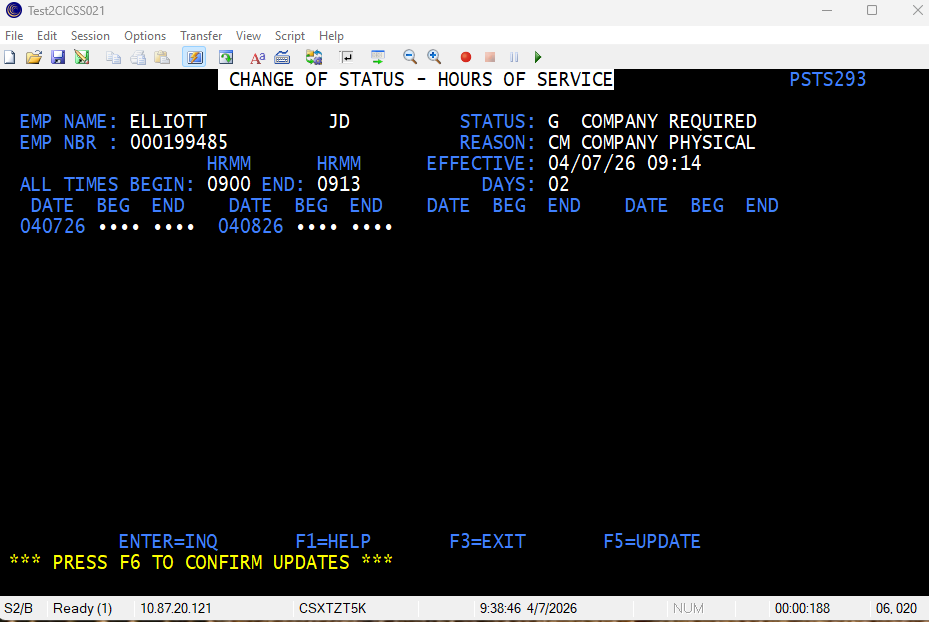 Test2CICSS021
File Edit Session Options Transfer View Script Help
CHANGE OF STATUS - HOURS OF SERVICE PSTS293
EMP NAME: ELLIOTT JD STATUS: G COMPANY REQUIRED
EMP NBR : 000199485 REASON: CM COMPANY PHYSICAL
HRMM HRMM EFFECTIVE: 04/07/26 09:14
ALL TIMES BEGIN: 0900 END: 0913 DAYS: 02
DATE BEG END DATE BEG END DATE BEG END DATE BEG END
040726 •••• •••• 040826 •••• ••••
ENTER=INQ F1=HELP F3=EXIT F5=UPDATE
*** PRESS F6 TO CONFIRM UPDATES ***
S2/B Ready (1) 10.87.20.121 CSXTZT5K 9:38:46 4/7/2026 NUM 00:00:188 06, 020